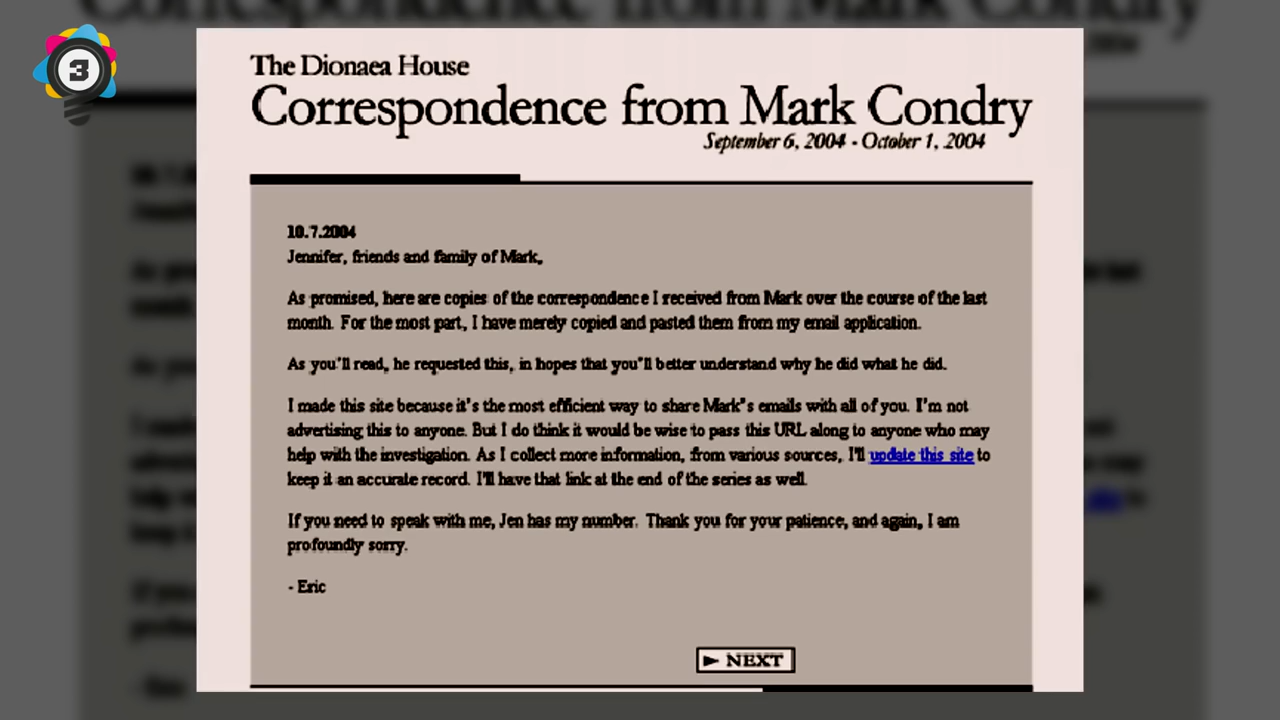 3
The Dionaea House
Correspondence from Mark Condry
September 6, 2004 - October 1, 2004
10.7.2004
Jennifer, friends and family of Mark,
As promised, here are copies of the correspondence I received from Mark over the course of the last
month. For the most part, I have merely copied and pasted them from my email application.
As you'll read, he requested this, in hopes that you"ll better understand why he did what he did.
I made this site because it's the most efficient way to share Mark"s emails with all of you. I'm not
advertising this to anyone. But I do think it would be wise to pass this URL along to anyone who may
help with the investigation. As I collect more information, from various sources, I'll update this site to
keep it an accurate record. I'll have that link at the end of the series as well.
If you need to speak with me, Jen has my number. Thank you for your patience, and again, I am
profoundly sorry.
- Eric
► NEXT